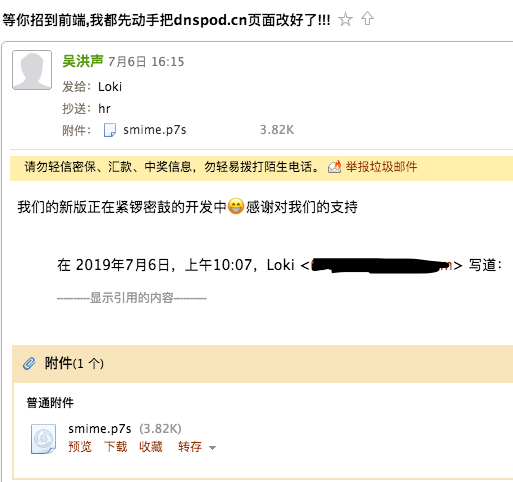 等你招到前端,我都先动手把dnspod.cn页面改好了!!!
吴洪声 7月6日 16:15
发给：Loki
抄送：hr
附件： smime.p7s 3.82K
请勿轻信密保、汇款、中奖信息，勿轻易拨打陌生电话。 举报垃圾邮件
我们的新版正在紧锣密鼓的开发中😁感谢对我们的支持
在 2019年7月6日，上午10:07，Loki < > 写道：
----------显示引用的内容----------
附件(1 个)
普通附件
smime.p7s (3.82K)
预览 下载 收藏 转存